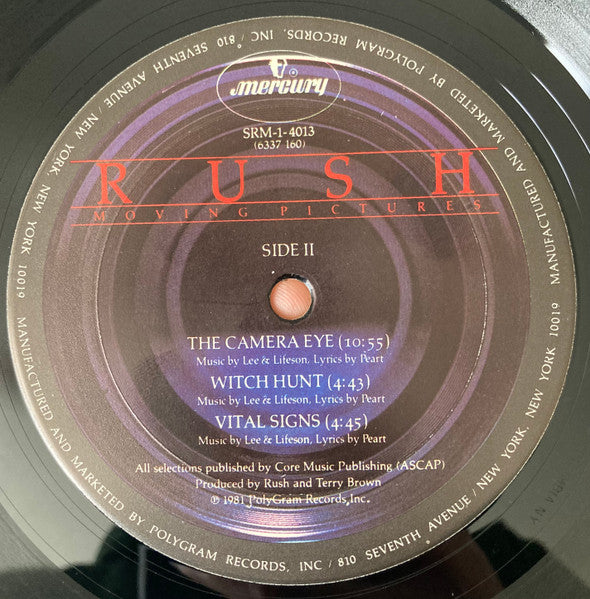 mercury
SRM-1-4013
(6337 160)
RUSH
MOVING PICTURES
SIDE II
THE CAMERA EYE (10:55)
Music by Lee & Lifeson, Lyrics by Peart
WITCH HUNT (4:43)
Music by Lee & Lifeson, Lyrics by Peart
VITAL SIGNS (4:45)
Music by Lee & Lifeson, Lyrics by Peart
All selections published by Core Music Publishing (ASCAP)
Produced by Rush and Terry Brown
℗ 1981 PolyGram Records, Inc.
MANUFACTURED AND MARKETED BY POLYGRAM RECORDS, INC / 810 SEVENTH AVENUE / NEW YORK, NEW YORK 10019
MANUFACTURED AND MARKETED BY POLYGRAM RECORDS, INC / 810 SEVENTH AVENUE / NEW YORK, NEW YORK 10019